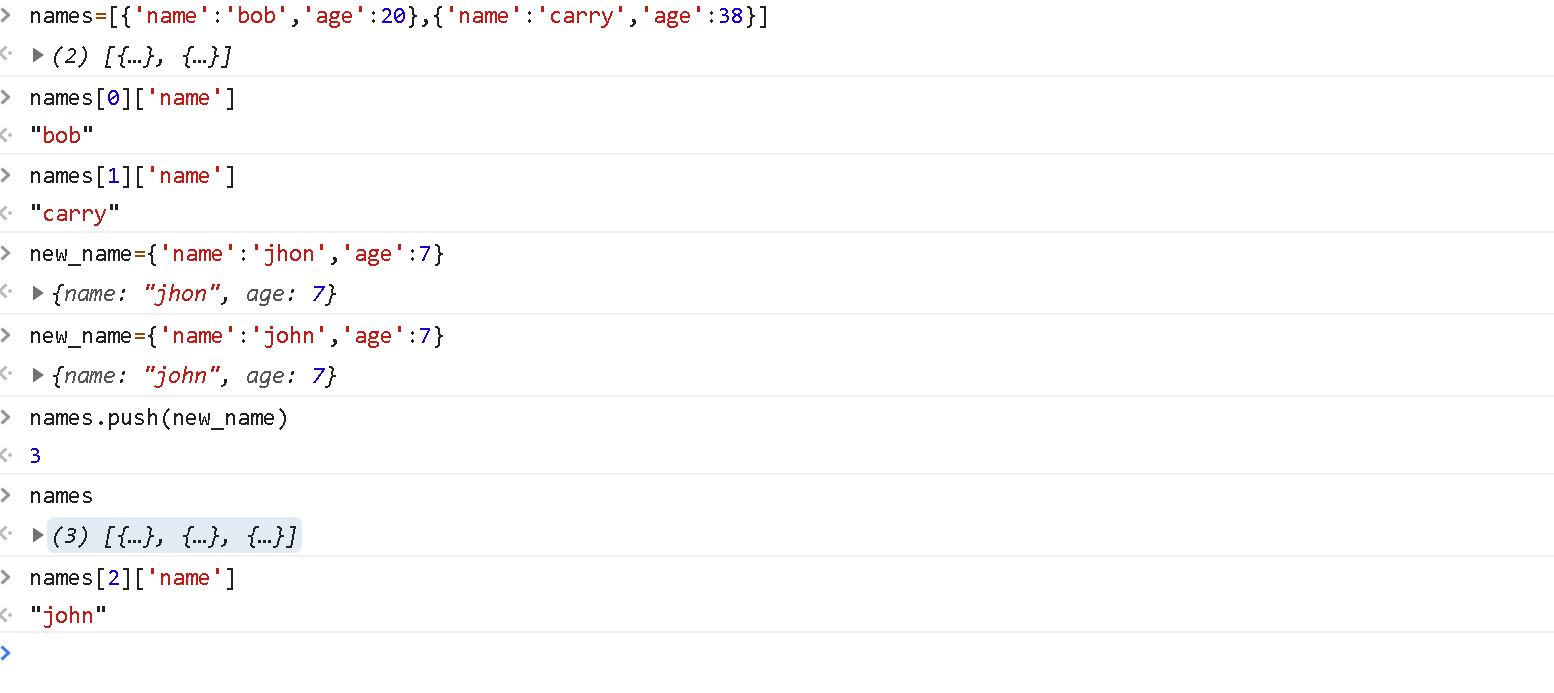 > names=[{'name':'bob','age':20},{'name':'carry','age':38}]
<· ▶(2) [{…}, {…}]
> names[0]['name']
<· "bob"
> names[1]['name']
<· "carry"
> new_name={'name':'jhon','age':7}
<· ▶{name: "jhon", age: 7}
> new_name={'name':'john','age':7}
<· ▶{name: "john", age: 7}
> names.push(new_name)
<· 3
> names
<· ▶(3) [{…}, {…}, {…}]
> names[2]['name']
<· "john"
>